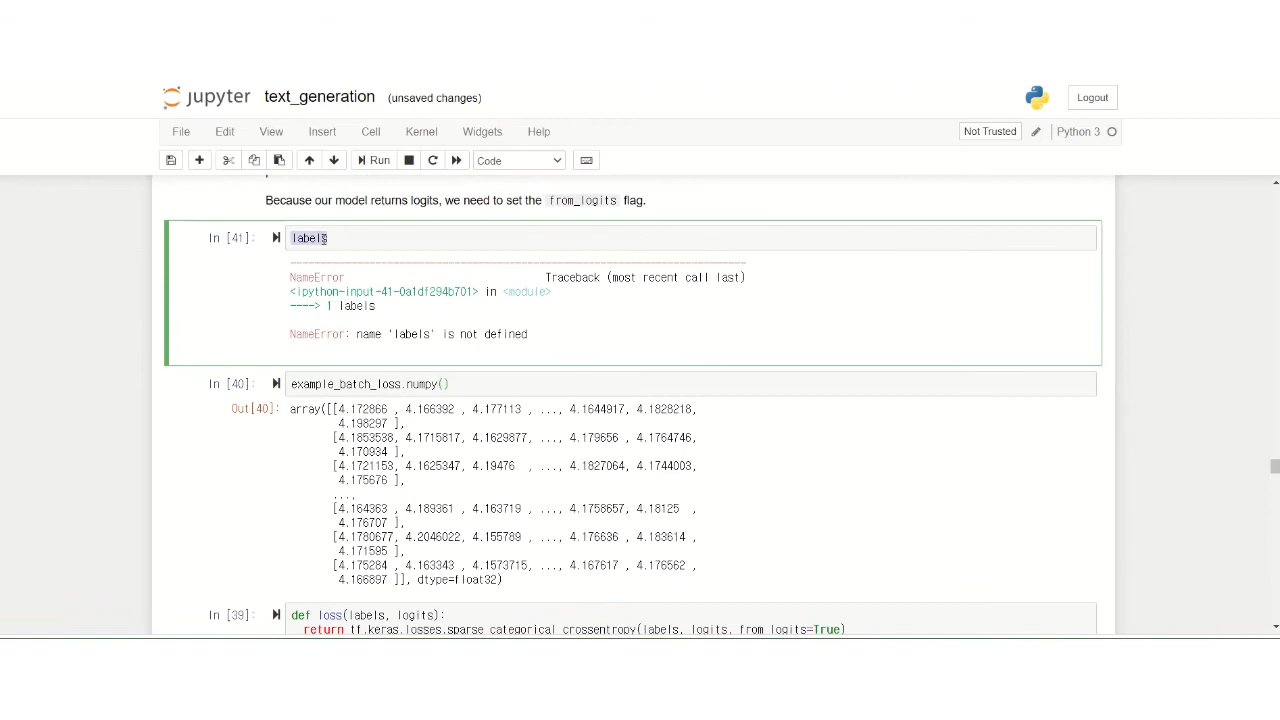 jupyter text_generation (unsaved changes) Logout
File Edit View Insert Cell Kernel Widgets Help Not Trusted Python 3
Run Code
Because our model returns logits, we need to set the from_logits flag.
In [41]: labels
---------------------------------------------------------------------------
NameError Traceback (most recent call last)
<ipython-input-41-0a1df294b701> in <module>
----> 1 labels
NameError: name 'labels' is not defined
In [40]: example_batch_loss.numpy()
Out[40]: array([[4.172866 , 4.166392 , 4.177113 , ..., 4.1644917, 4.1828218,
4.198297 ],
[4.1853538, 4.1715817, 4.1629877, ..., 4.179656 , 4.1764746,
4.170934 ],
[4.1721153, 4.1625347, 4.19476 , ..., 4.1827064, 4.1744003,
4.175676 ],
...,
[4.164363 , 4.189361 , 4.163719 , ..., 4.1758657, 4.18125 ,
4.176707 ],
[4.1780677, 4.2046022, 4.155789 , ..., 4.176636 , 4.183614 ,
4.171595 ],
[4.175284 , 4.163343 , 4.1573715, ..., 4.167617 , 4.176562 ,
4.166897 ]], dtype=float32)
In [39]: def loss(labels, logits):
return tf.keras.losses.sparse_categorical_crossentropy(labels, logits, from_logits=True)